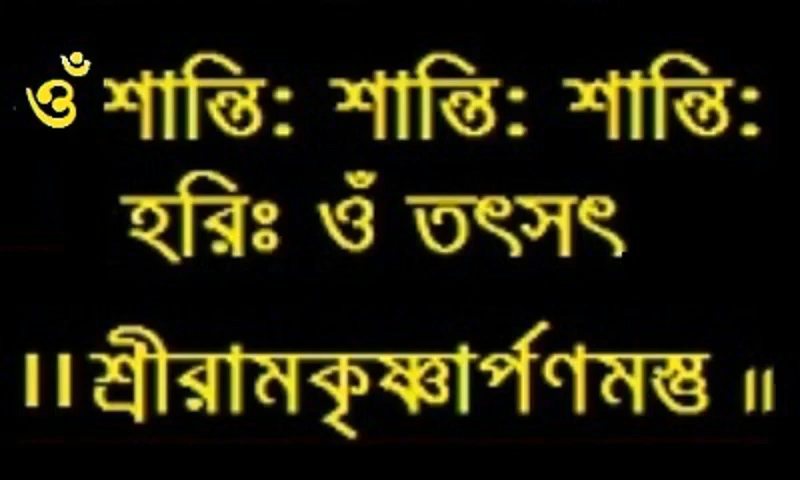 ওঁ শান্তি: শান্তি: শান্তি:
হরিঃ ওঁ তৎসৎ
।। শ্রীরামকৃষ্ণার্পণমস্তু ॥